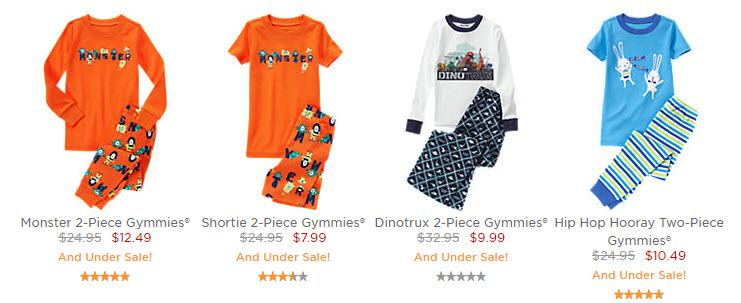 MONSTER
MONSTER
DINOTRUX
Monster 2-Piece Gymmies®
$24.95 $12.49
And Under Sale!
Shortie 2-Piece Gymmies®
$24.95 $7.99
And Under Sale!
Dinotrux 2-Piece Gymmies®
$32.95 $9.99
And Under Sale!
Hip Hop Hooray Two-Piece
Gymmies®
$24.95 $10.49
And Under Sale!